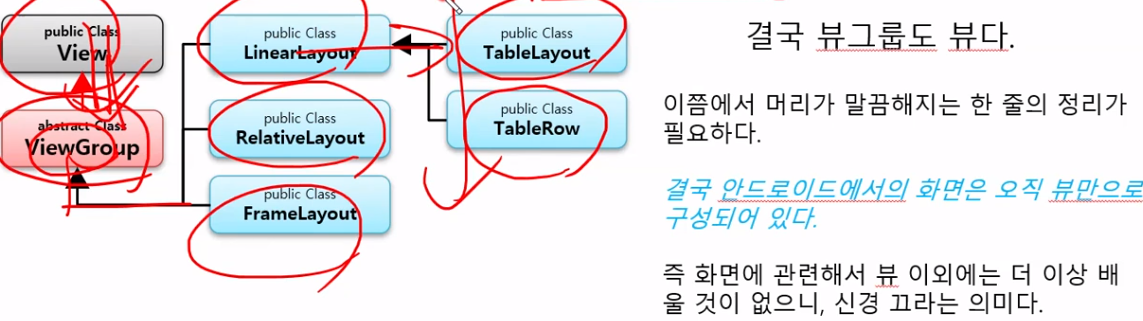 public Class
View
abstract Class
ViewGroup
public Class
LinearLayout
public Class
RelativeLayout
public Class
FrameLayout
public Class
TableLayout
public Class
TableRow
결국 뷰그룹도 뷰다.
이쯤에서 머리가 말끔해지는 한 줄의 정리가
필요하다.
결국 안드로이드에서의 화면은 오직 뷰만으로
구성되어 있다.
즉 화면에 관련해서 뷰 이외에는 더 이상 배
울 것이 없으니, 신경 끄라는 의미다.